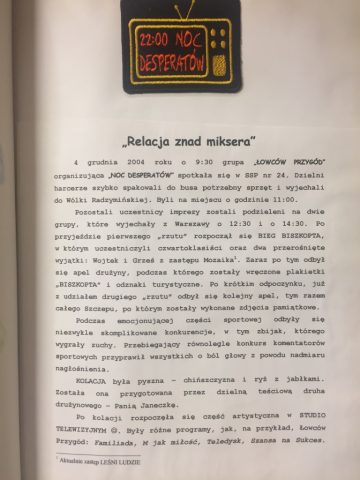 22:00 NOC
DESPERATÓW
„Relacja znad miksera”
4 grudnia 2004 roku o 9:30 grupa „ŁOWCÓW PRZYGÓD”
organizująca „NOC DESPERATÓW” spotkała się w SSP nr 24. Dzielni
harcerze szybko spakowali do busa potrzebny sprzęt i wyjechali
do Wólki Radzymińskiej. Byli na miejscu o godzinie 11:00.
Pozostali uczestnicy imprezy zostali podzieleni na dwie
grupy, które wyjechały z Warszawy o 12:30 i o 14:30. Po
przyjeździe pierwszego „rzutu” rozpoczął się BIEG BISZKOPTA,
w którym uczestniczyli czwartoklasiści oraz dwa przerośnięte
wyjątki: Wojtek i Grześ z zastępu Mozaika¹. Zaraz po tym odbył
się apel drużyny, podczas którego zostały wręczone plakietki
„BISZKOPTA” i odznaki turystyczne. Po krótkim odpoczynku, już
z udziałem drugiego „rzutu” odbył się kolejny apel, tym razem
całego Szczepu, po którym zostały wykonane zdjęcia pamiątkowe.
Podczas emocjonującej części sportowej odbyły się
niezwykle skomplikowane konkurencje, w tym zbijak, którego
wygrały zuchy. Przebiegający równolegle konkurs komentatorów
sportowych przyprawił wszystkich o ból głowy z powodu nadmiaru
nagłośnienia.
KOLACJA była pyszna – chińszczyzna i ryż z jabłkami.
Została ona przygotowana przez dzielną teściową druha
drużynowego – Panią Janeczkę.
Po kolacji rozpoczęła się część artystyczna w STUDIO
TELEWIZYJNYM ☺. Były różne programy, jak, na przykład, Łowców
Przygód: Familiada, M jak miłość, Teledysk, Szansa na Sukces.
¹ Aktualnie zastęp LEŚNI LUDZIE